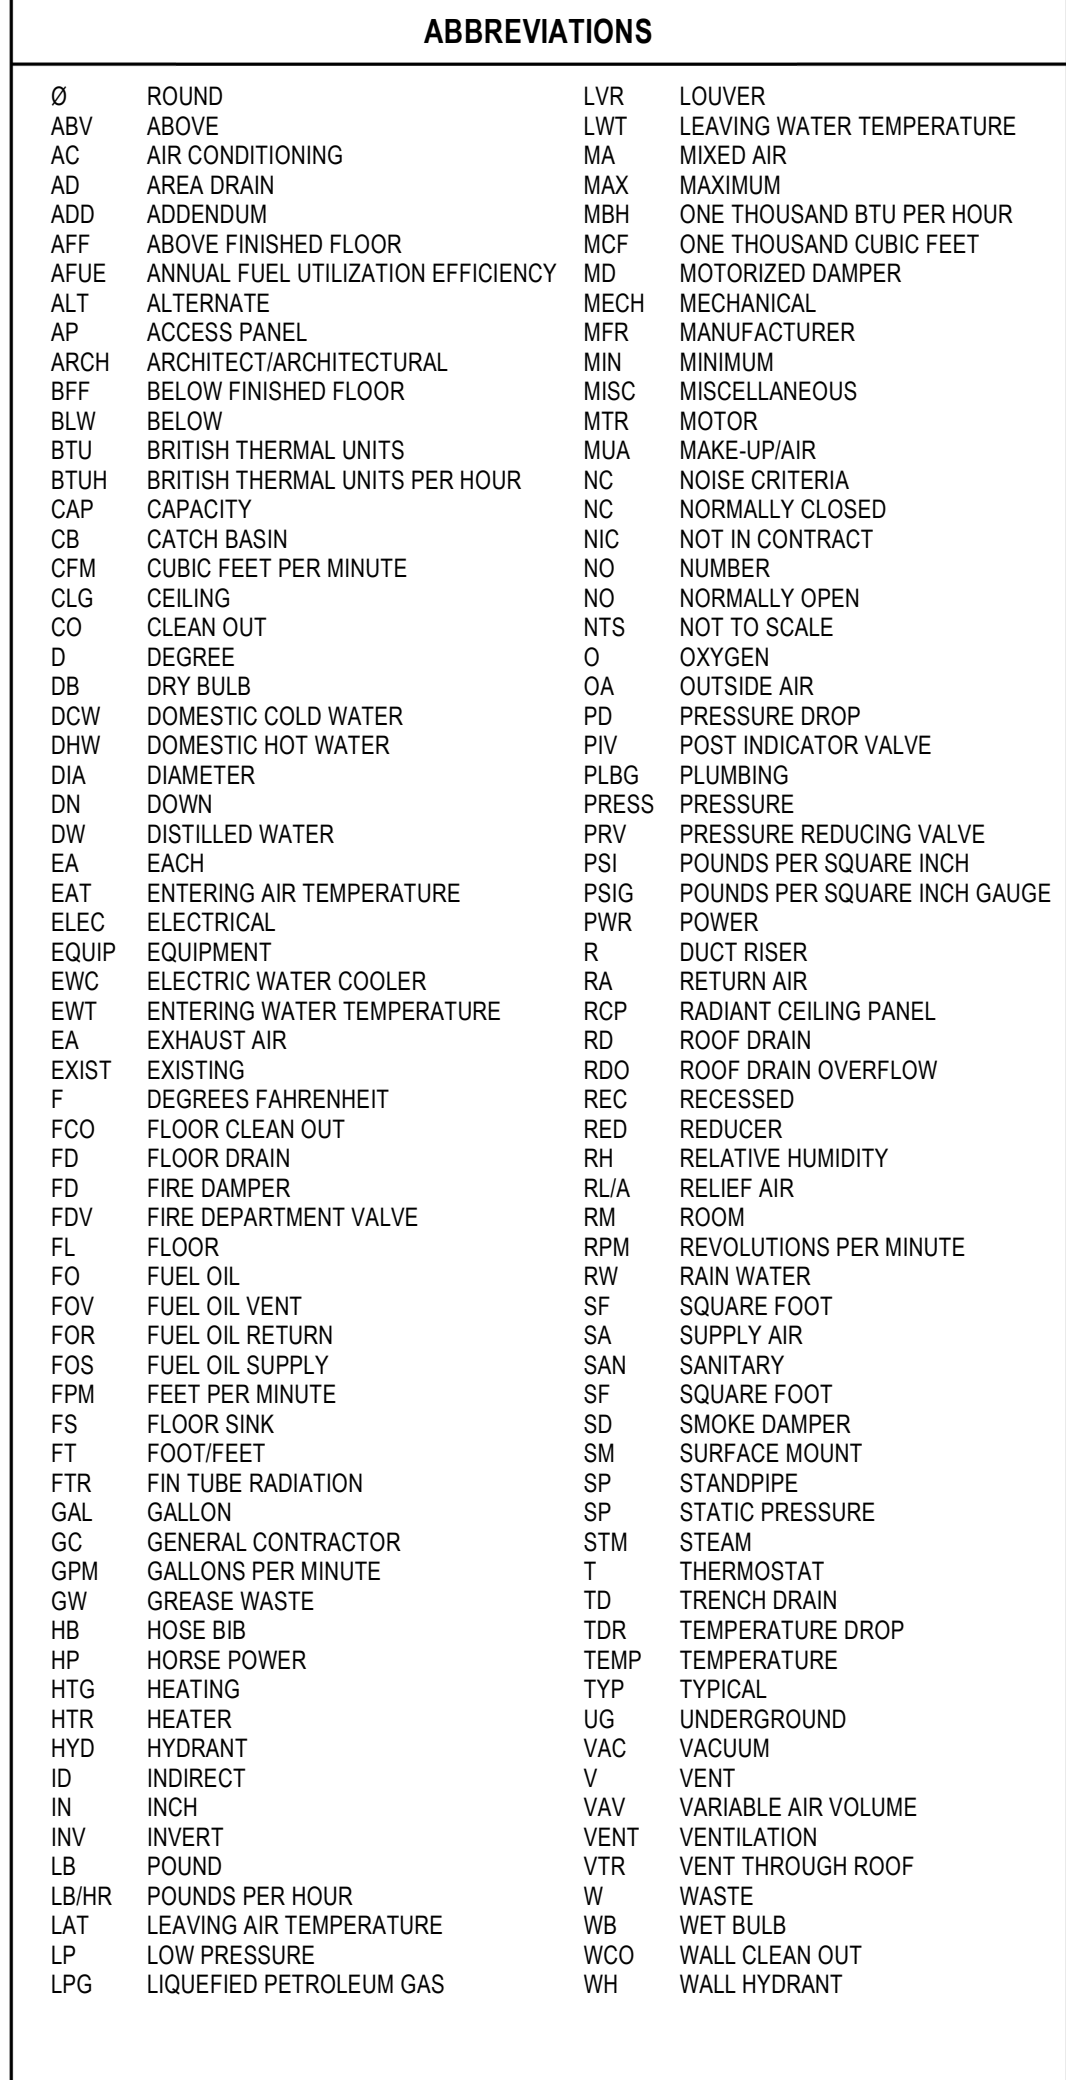 ABBREVIATIONS
Ø ROUND
ABV ABOVE
AC AIR CONDITIONING
AD AREA DRAIN
ADD ADDENDUM
AFF ABOVE FINISHED FLOOR
AFUE ANNUAL FUEL UTILIZATION EFFICIENCY
ALT ALTERNATE
AP ACCESS PANEL
ARCH ARCHITECT/ARCHITECTURAL
BFF BELOW FINISHED FLOOR
BLW BELOW
BTU BRITISH THERMAL UNITS
BTUH BRITISH THERMAL UNITS PER HOUR
CAP CAPACITY
CB CATCH BASIN
CFM CUBIC FEET PER MINUTE
CLG CEILING
CO CLEAN OUT
D DEGREE
DB DRY BULB
DCW DOMESTIC COLD WATER
DHW DOMESTIC HOT WATER
DIA DIAMETER
DN DOWN
DW DISTILLED WATER
EA EACH
EAT ENTERING AIR TEMPERATURE
ELEC ELECTRICAL
EQUIP EQUIPMENT
EWC ELECTRIC WATER COOLER
EWT ENTERING WATER TEMPERATURE
EA EXHAUST AIR
EXIST EXISTING
F DEGREES FAHRENHEIT
FCO FLOOR CLEAN OUT
FD FLOOR DRAIN
FD FIRE DAMPER
FDV FIRE DEPARTMENT VALVE
FL FLOOR
FO FUEL OIL
FOV FUEL OIL VENT
FOR FUEL OIL RETURN
FOS FUEL OIL SUPPLY
FPM FEET PER MINUTE
FS FLOOR SINK
FT FOOT/FEET
FTR FIN TUBE RADIATION
GAL GALLON
GC GENERAL CONTRACTOR
GPM GALLONS PER MINUTE
GW GREASE WASTE
HB HOSE BIB
HP HORSE POWER
HTG HEATING
HTR HEATER
HYD HYDRANT
ID INDIRECT
IN INCH
INV INVERT
LB POUND
LB/HR POUNDS PER HOUR
LAT LEAVING AIR TEMPERATURE
LP LOW PRESSURE
LPG LIQUEFIED PETROLEUM GAS
LVR LOUVER
LWT LEAVING WATER TEMPERATURE
MA MIXED AIR
MAX MAXIMUM
MBH ONE THOUSAND BTU PER HOUR
MCF ONE THOUSAND CUBIC FEET
MD MOTORIZED DAMPER
MECH MECHANICAL
MFR MANUFACTURER
MIN MINIMUM
MISC MISCELLANEOUS
MTR MOTOR
MUA MAKE-UP/AIR
NC NOISE CRITERIA
NC NORMALLY CLOSED
NIC NOT IN CONTRACT
NO NUMBER
NO NORMALLY OPEN
NTS NOT TO SCALE
O OXYGEN
OA OUTSIDE AIR
PD PRESSURE DROP
PIV POST INDICATOR VALVE
PLBG PLUMBING
PRESS PRESSURE
PRV PRESSURE REDUCING VALVE
PSI POUNDS PER SQUARE INCH
PSIG POUNDS PER SQUARE INCH GAUGE
PWR POWER
R DUCT RISER
RA RETURN AIR
RCP RADIANT CEILING PANEL
RD ROOF DRAIN
RDO ROOF DRAIN OVERFLOW
REC RECESSED
RED REDUCER
RH RELATIVE HUMIDITY
RL/A RELIEF AIR
RM ROOM
RPM REVOLUTIONS PER MINUTE
RW RAIN WATER
SF SQUARE FOOT
SA SUPPLY AIR
SAN SANITARY
SF SQUARE FOOT
SD SMOKE DAMPER
SM SURFACE MOUNT
SP STANDPIPE
SP STATIC PRESSURE
STM STEAM
T THERMOSTAT
TD TRENCH DRAIN
TDR TEMPERATURE DROP
TEMP TEMPERATURE
TYP TYPICAL
UG UNDERGROUND
VAC VACUUM
V VENT
VAV VARIABLE AIR VOLUME
VENT VENTILATION
VTR VENT THROUGH ROOF
W WASTE
WB WET BULB
WCO WALL CLEAN OUT
WH WALL HYDRANT